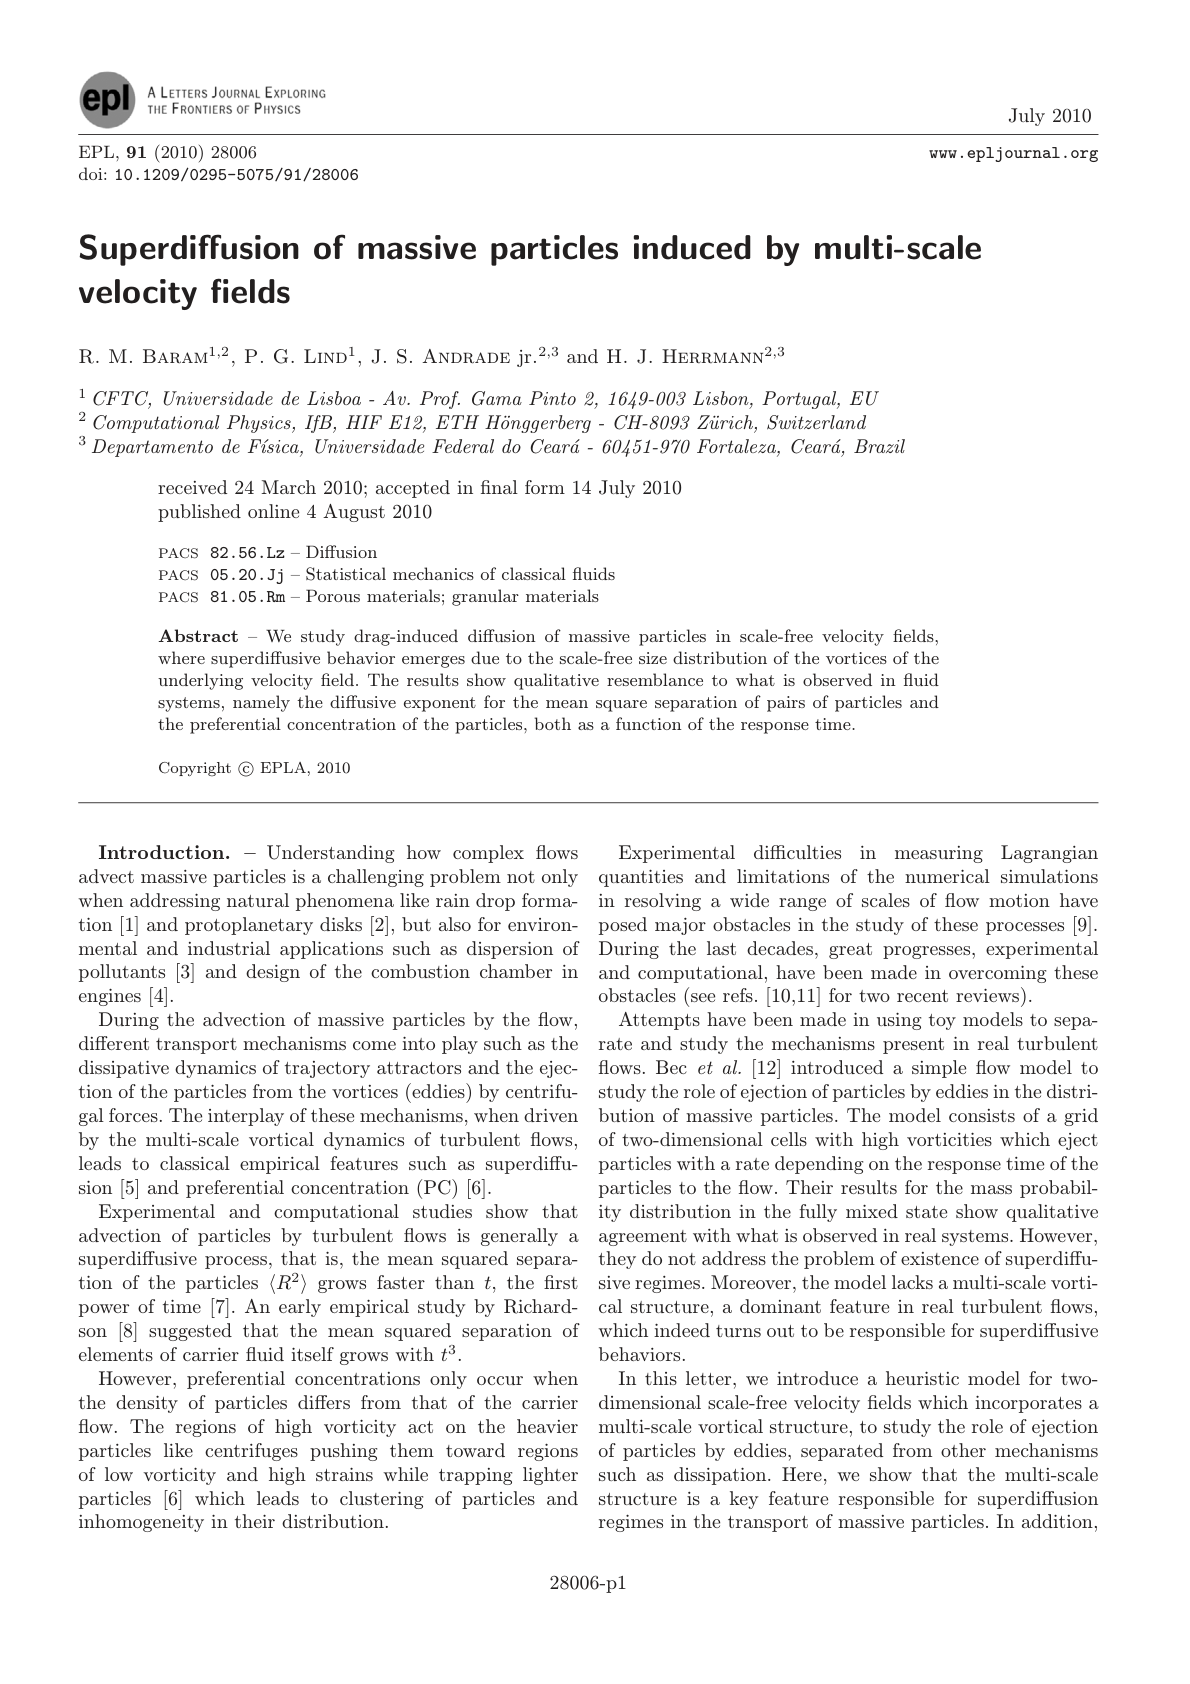 epl
A Letters Journal Exploring
the Frontiers of Physics
July 2010
EPL, 91 (2010) 28006
www.epljournal.org
doi: 10.1209/0295-5075/91/28006
Superdiffusion of massive particles induced by multi-scale
velocity fields
R. M. Baram1,2, P. G. Lind1, J. S. Andrade jr.2,3 and H. J. Herrmann2,3
1 CFTC, Universidade de Lisboa - Av. Prof. Gama Pinto 2, 1649-003 Lisbon, Portugal, EU
2 Computational Physics, IfB, HIF E12, ETH Hönggerberg - CH-8093 Zürich, Switzerland
3 Departamento de Física, Universidade Federal do Ceará - 60451-970 Fortaleza, Ceará, Brazil
received 24 March 2010; accepted in final form 14 July 2010
published online 4 August 2010
PACS 82.56.Lz – Diffusion
PACS 05.20.Jj – Statistical mechanics of classical fluids
PACS 81.05.Rm – Porous materials; granular materials
Abstract – We study drag-induced diffusion of massive particles in scale-free velocity fields,
where superdiffusive behavior emerges due to the scale-free size distribution of the vortices of the
underlying velocity field. The results show qualitative resemblance to what is observed in fluid
systems, namely the diffusive exponent for the mean square separation of pairs of particles and
the preferential concentration of the particles, both as a function of the response time.
Copyright © EPLA, 2010
Introduction. – Understanding how complex flows
advect massive particles is a challenging problem not only
when addressing natural phenomena like rain drop forma-
tion [1] and protoplanetary disks [2], but also for environ-
mental and industrial applications such as dispersion of
pollutants [3] and design of the combustion chamber in
engines [4].
During the advection of massive particles by the flow,
different transport mechanisms come into play such as the
dissipative dynamics of trajectory attractors and the ejec-
tion of the particles from the vortices (eddies) by centrifu-
gal forces. The interplay of these mechanisms, when driven
by the multi-scale vortical dynamics of turbulent flows,
leads to classical empirical features such as superdiffu-
sion [5] and preferential concentration (PC) [6].
Experimental and computational studies show that
advection of particles by turbulent flows is generally a
superdiffusive process, that is, the mean squared separa-
tion of the particles ⟨R²⟩ grows faster than t, the first
power of time [7]. An early empirical study by Richard-
son [8] suggested that the mean squared separation of
elements of carrier fluid itself grows with t³.
However, preferential concentrations only occur when
the density of particles differs from that of the carrier
flow. The regions of high vorticity act on the heavier
particles like centrifuges pushing them toward regions
of low vorticity and high strains while trapping lighter
particles [6] which leads to clustering of particles and
inhomogeneity in their distribution.
Experimental difficulties in measuring Lagrangian
quantities and limitations of the numerical simulations
in resolving a wide range of scales of flow motion have
posed major obstacles in the study of these processes [9].
During the last decades, great progresses, experimental
and computational, have been made in overcoming these
obstacles (see refs. [10,11] for two recent reviews).
Attempts have been made in using toy models to sepa-
rate and study the mechanisms present in real turbulent
flows. Bec et al. [12] introduced a simple flow model to
study the role of ejection of particles by eddies in the distri-
bution of massive particles. The model consists of a grid
of two-dimensional cells with high vorticities which eject
particles with a rate depending on the response time of the
particles to the flow. Their results for the mass probabil-
ity distribution in the fully mixed state show qualitative
agreement with what is observed in real systems. However,
they do not address the problem of existence of superdiffu-
sive regimes. Moreover, the model lacks a multi-scale vorti-
cal structure, a dominant feature in real turbulent flows,
which indeed turns out to be responsible for superdiffusive
behaviors.
In this letter, we introduce a heuristic model for two-
dimensional scale-free velocity fields which incorporates a
multi-scale vortical structure, to study the role of ejection
of particles by eddies, separated from other mechanisms
such as dissipation. Here, we show that the multi-scale
structure is a key feature responsible for superdiffusion
regimes in the transport of massive particles. In addition,
28006-p1